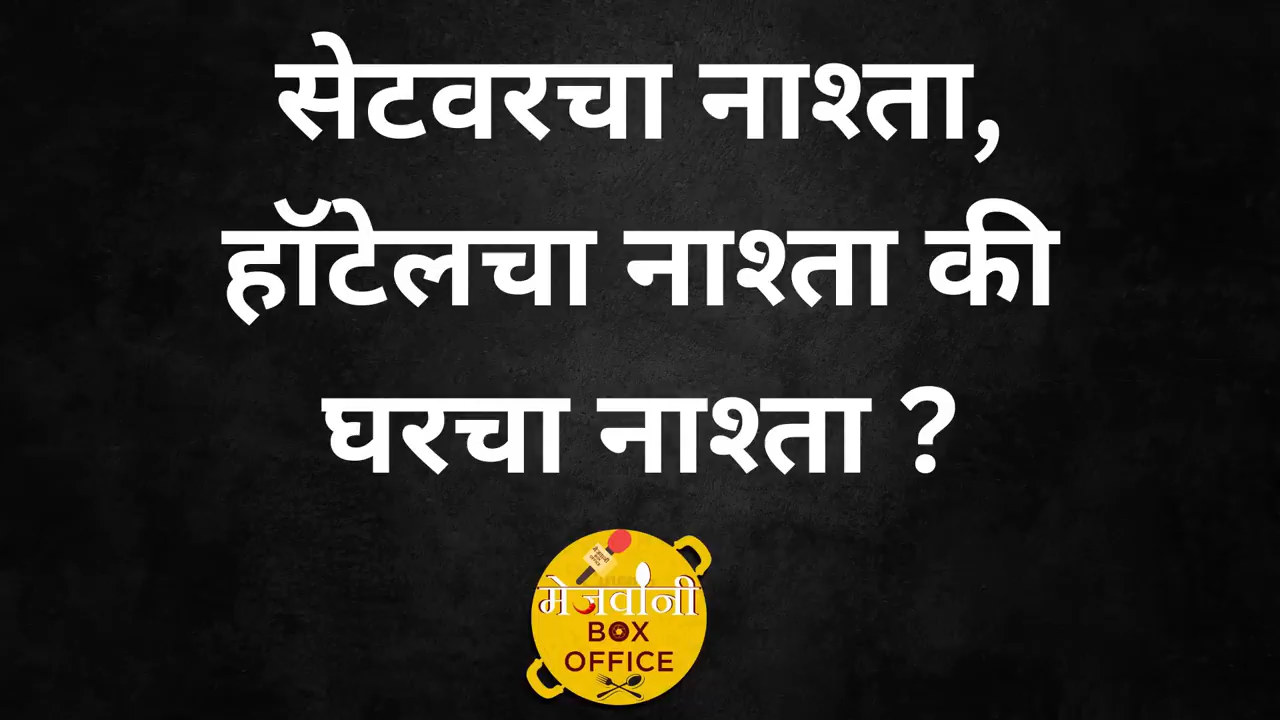 सेटवरचा नाश्ता,
हॉटेलचा नाश्ता की
घरचा नाश्ता ?
मेजवानी
BOX
OFFICE